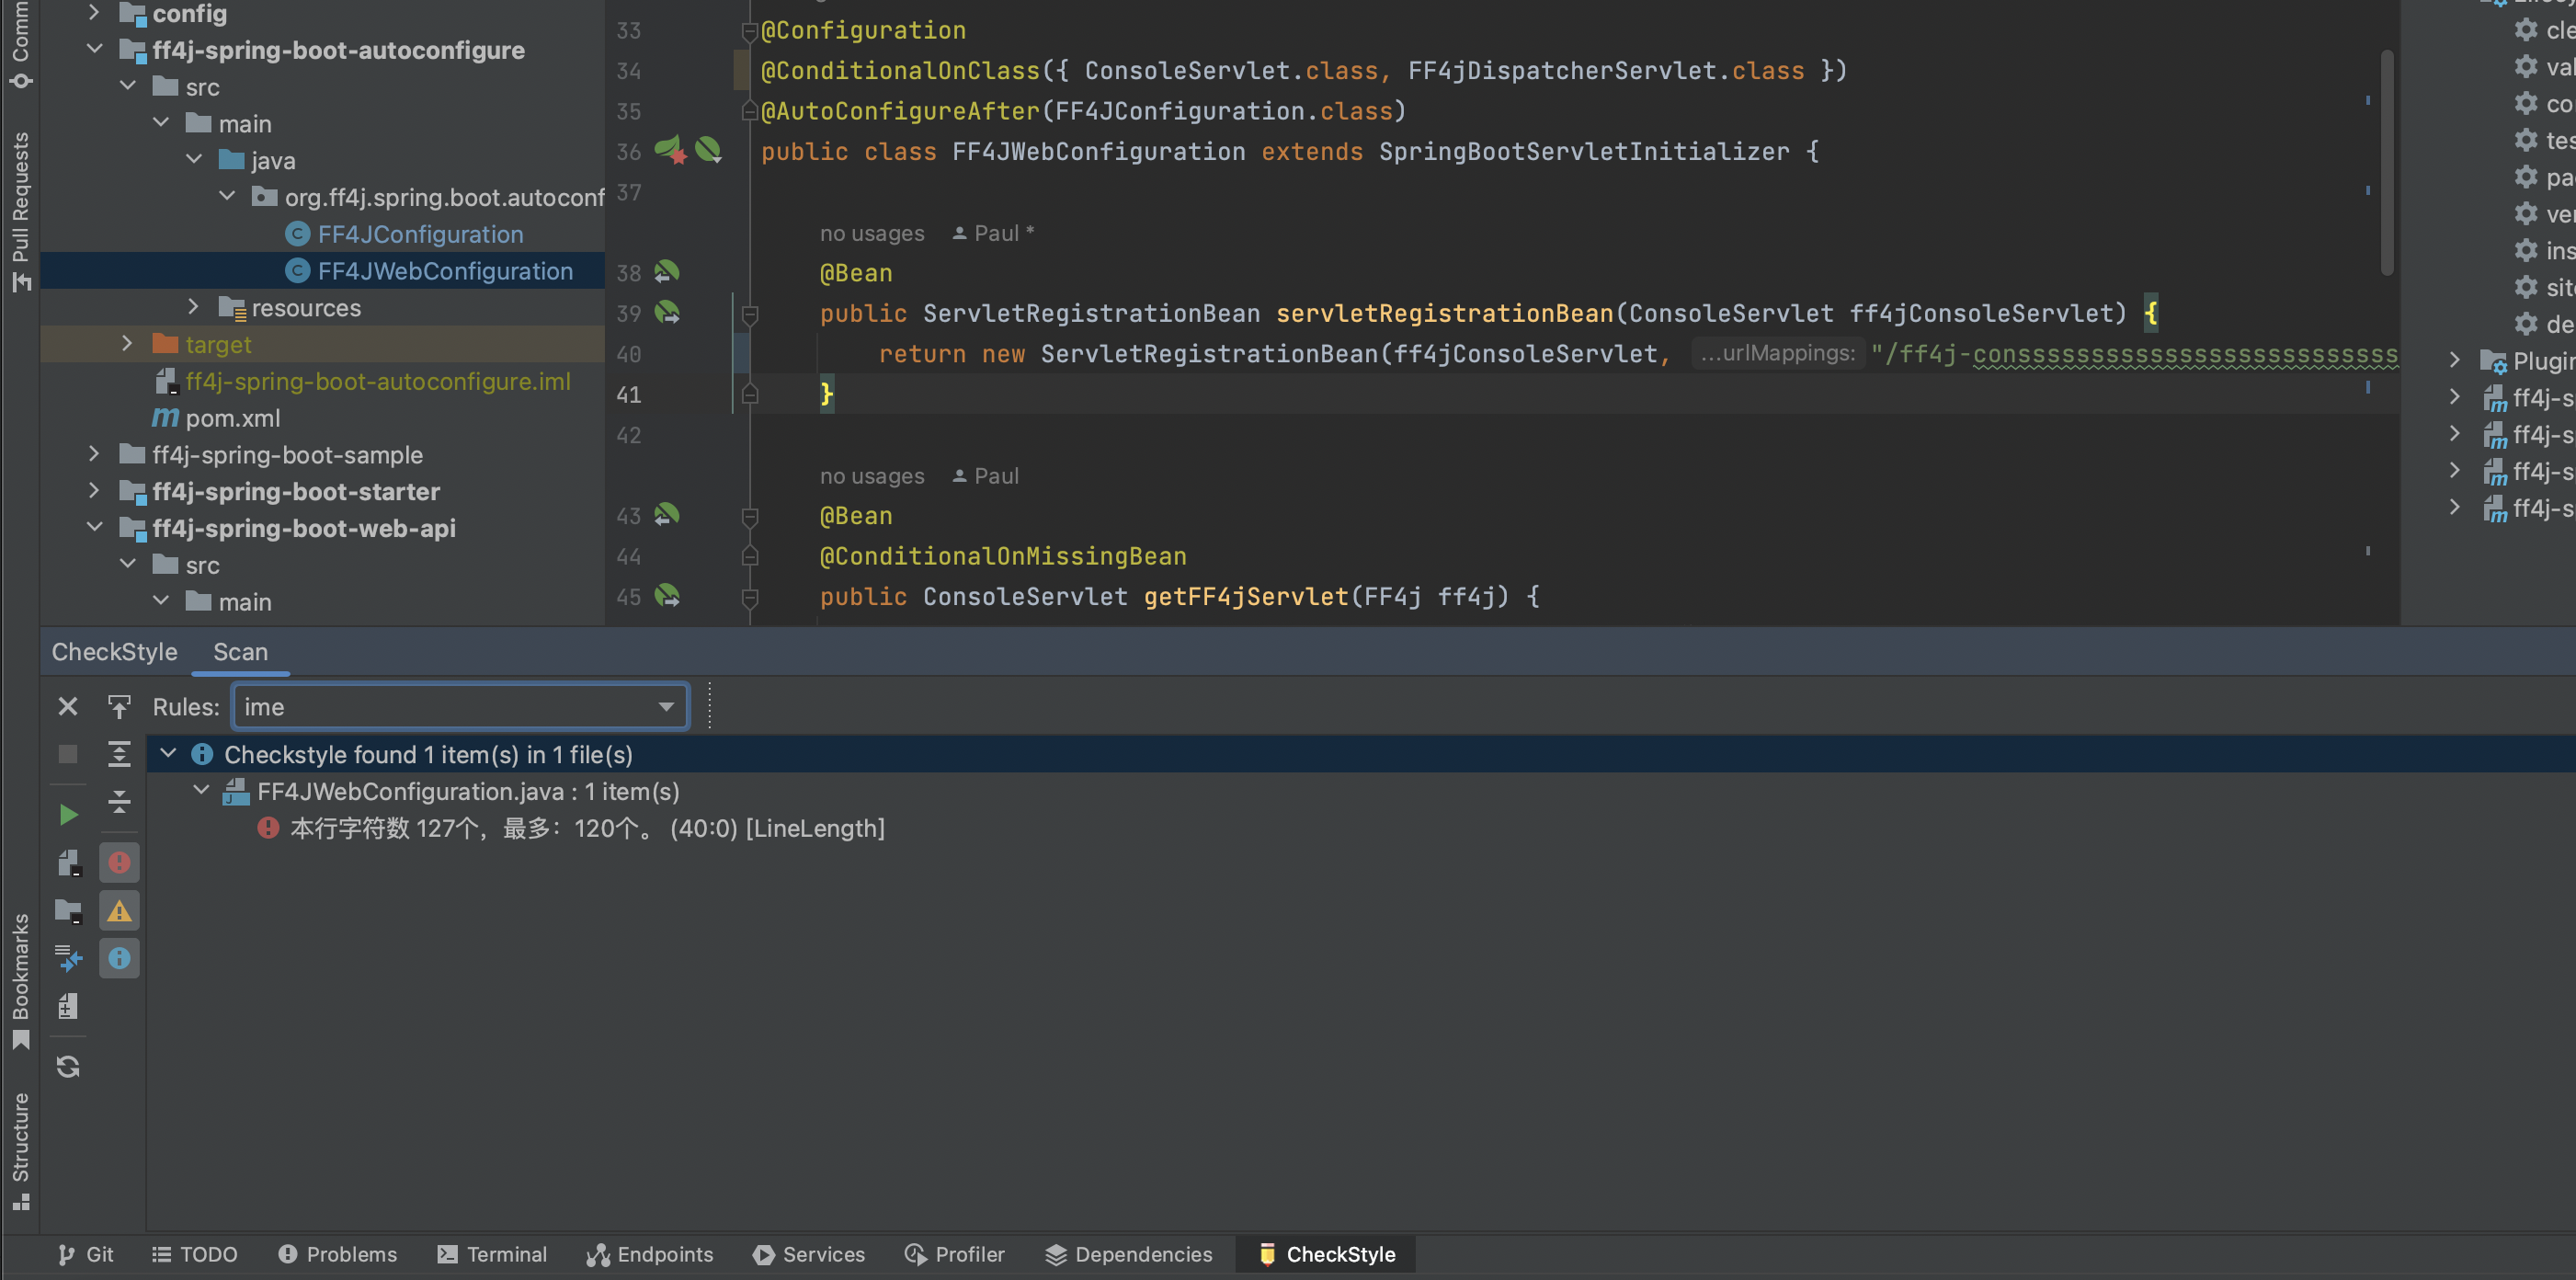 Comm
Pull Requests
Bookmarks
Structure
config
ff4j-spring-boot-autoconfigure
src
main
java
org.ff4j.spring.boot.autoconf
FF4JConfiguration
FF4JWebConfiguration
resources
target
ff4j-spring-boot-autoconfigure.iml
pom.xml
ff4j-spring-boot-sample
ff4j-spring-boot-starter
ff4j-spring-boot-web-api
src
main
33 @Configuration
34 @ConditionalOnClass({ ConsoleServlet.class, FF4jDispatcherServlet.class })
35 @AutoConfigureAfter(FF4JConfiguration.class)
36 public class FF4JWebConfiguration extends SpringBootServletInitializer {
37
no usages Paul *
38 @Bean
39 public ServletRegistrationBean servletRegistrationBean(ConsoleServlet ff4jConsoleServlet) {
40 return new ServletRegistrationBean(ff4jConsoleServlet, ...urlMappings: "/ff4j-consssssssssssssssssssssssssss
41 }
42
no usages Paul
43 @Bean
44 @ConditionalOnMissingBean
45 public ConsoleServlet getFF4jServlet(FF4j ff4j) {
cle
val
co
tes
pa
ver
ins
site
de
Plugin
ff4j-s
ff4j-s
ff4j-s
ff4j-s
CheckStyle Scan
Rules: ime
Checkstyle found 1 item(s) in 1 file(s)
FF4JWebConfiguration.java : 1 item(s)
本行字符数 127个，最多：120个。 (40:0) [LineLength]
Git TODO Problems Terminal Endpoints Services Profiler Dependencies CheckStyle